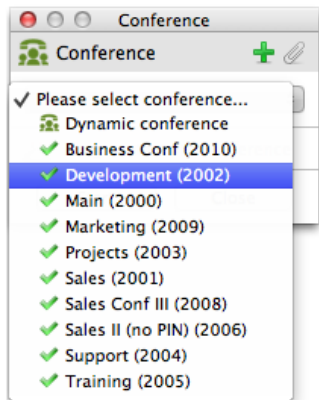 Conference
Conference
Please select conference...
Dynamic conference
Business Conf (2010)
Development (2002)
Main (2000)
Marketing (2009)
Projects (2003)
Sales (2001)
Sales Conf III (2008)
Sales II (no PIN) (2006)
Support (2004)
Training (2005)